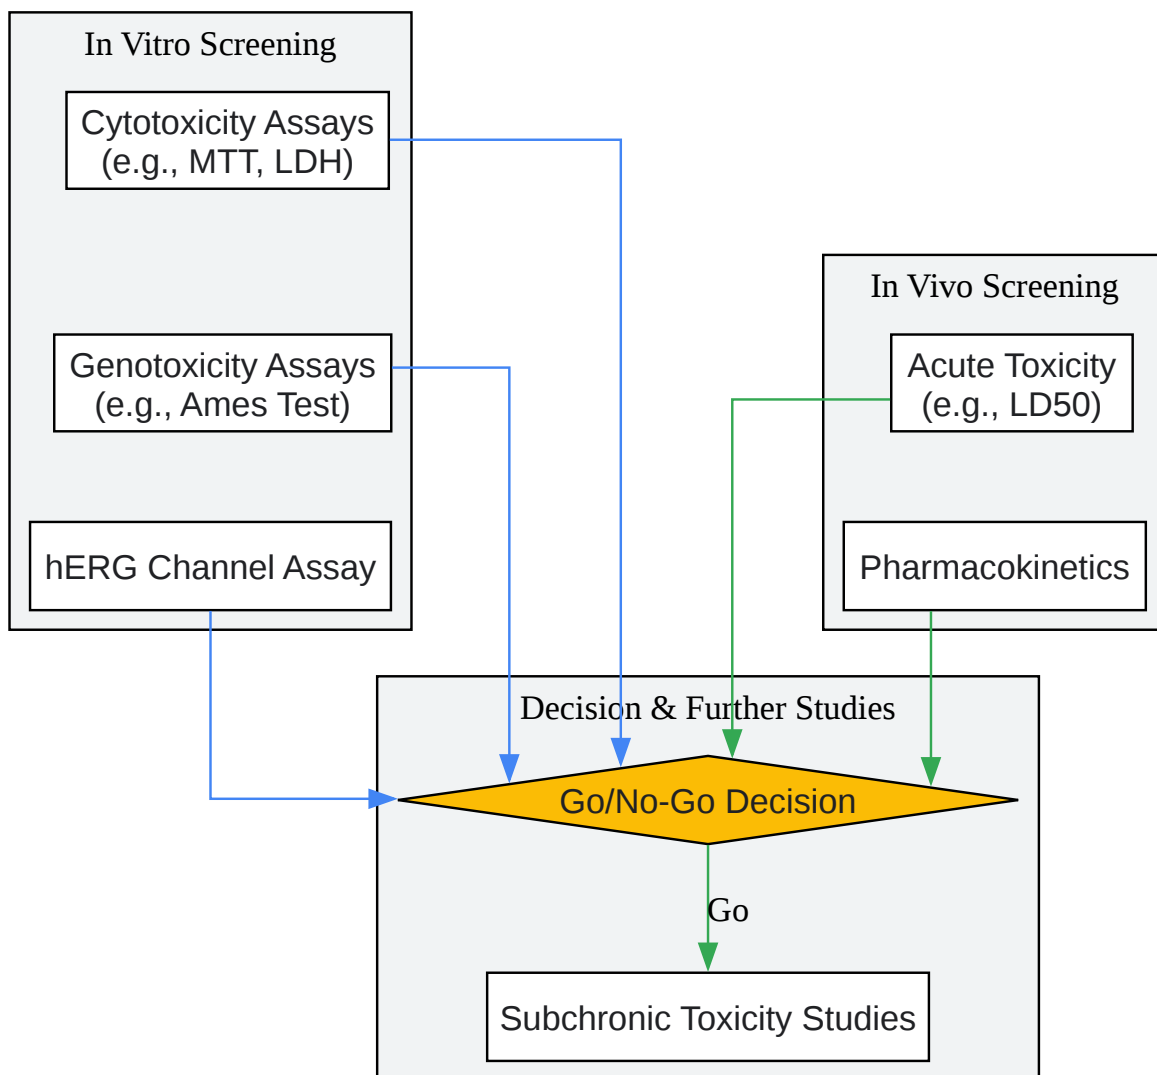 In Vitro Screening
Cytotoxicity Assays
(e.g., MTT, LDH)
Genotoxicity Assays
(e.g., Ames Test)
hERG Channel Assay
In Vivo Screening
Acute Toxicity
(e.g., LD50)
Pharmacokinetics
Decision & Further Studies
Go/No-Go Decision
Go
Subchronic Toxicity Studies